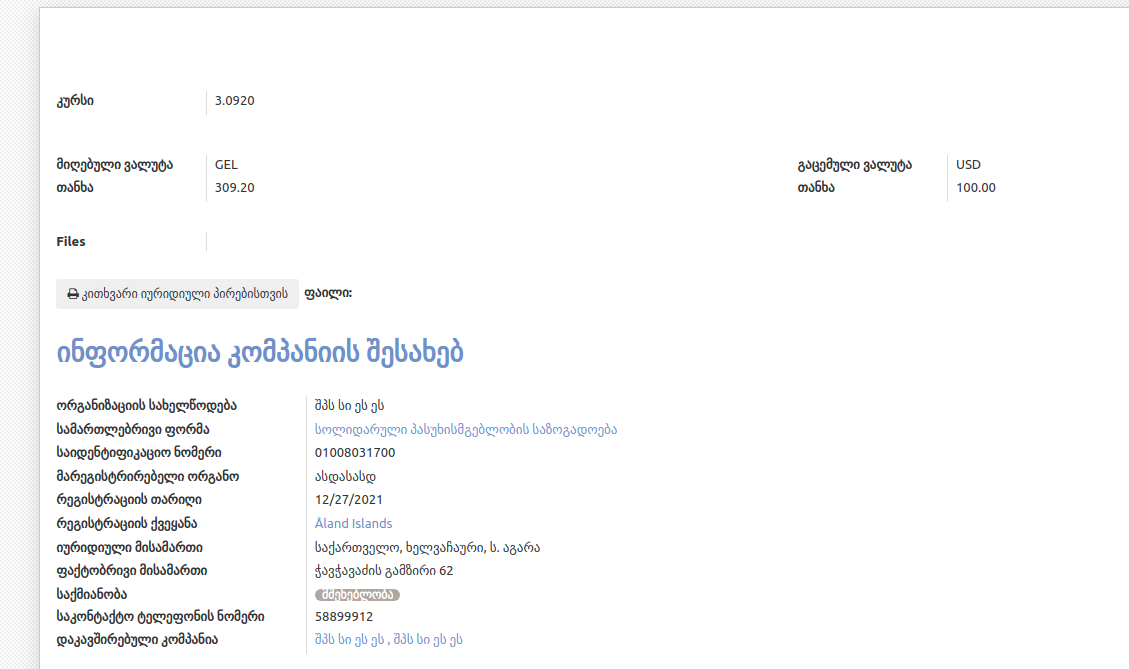 კურსი 3.0920
მიღებული ვალუტა GEL გაცემული ვალუტა USD
თანხა 309.20 თანხა 100.00
Files
კითხვარი იურიდიული პირებისთვის ფაილი:
ინფორმაცია კომპანიის შესახებ
ორგანიზაციის სახელწოდება შპს სი ეს ეს
სამართლებრივი ფორმა სოლიდარული პასუხისმგებლობის საზოგადოება
საიდენტიფიკაციო ნომერი 01008031700
მარეგისტრირებელი ორგანო ასდასასდ
რეგისტრაციის თარიღი 12/27/2021
რეგისტრაციის ქვეყანა Åland Islands
იურიდიული მისამართი საქართველო, ხელვაჩაური, ს. აგარა
ფაქტობრივი მისამართი ჭავჭავაძის გამზირი 62
საქმიანობა მშენებლობა
საკონტაქტო ტელეფონის ნომერი 58899912
დაკავშირებული კომპანია შპს სი ეს ეს , შპს სი ეს ეს